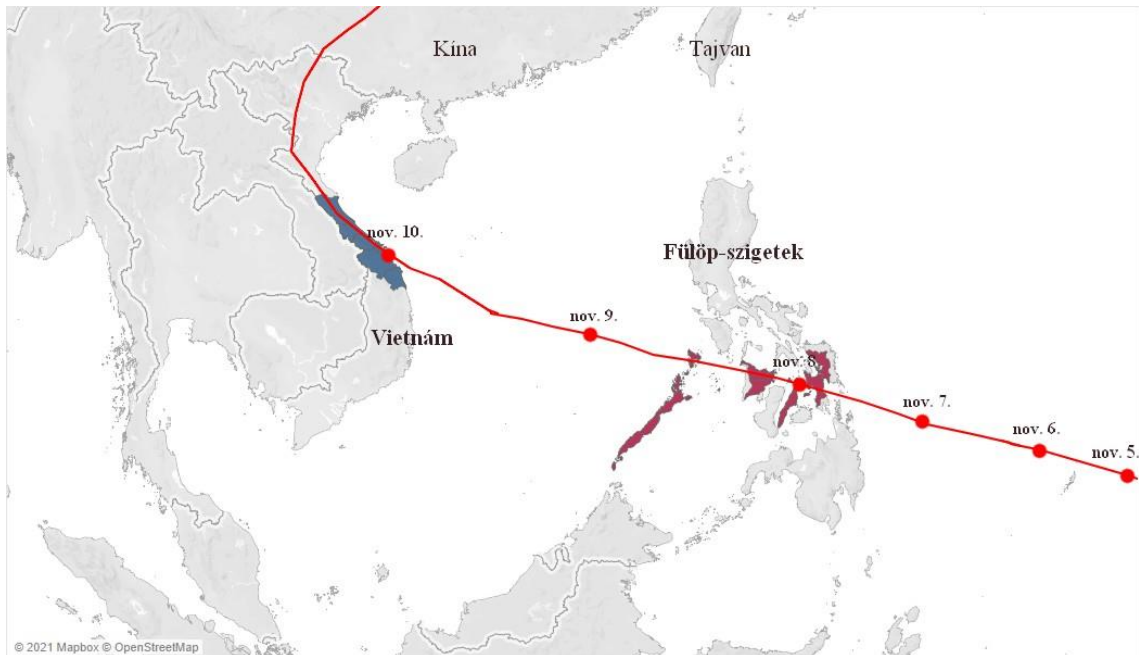 Kína
Tajvan
nov. 10.
Fülöp-szigetek
nov. 9.
Vietnám
nov. 8.
nov. 7.
nov. 6.
nov. 5.
© 2021 Mapbox © OpenStreetMap